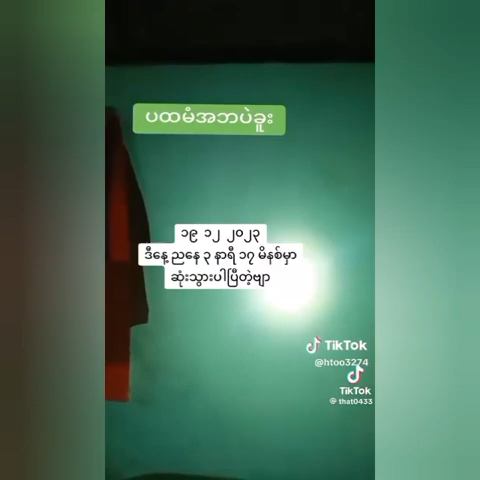 ပထမံအဘပဲခူး
၁၉ ၁၂ ၂၀၂၃
ဒီနေ့ ညနေ ၃ နာရီ ၁၇ မိနစ်မှာ
ဆုံးသွားပါပြီတဲ့ဗျာ
TikTok
@htoo3274
TikTok
@ that0433